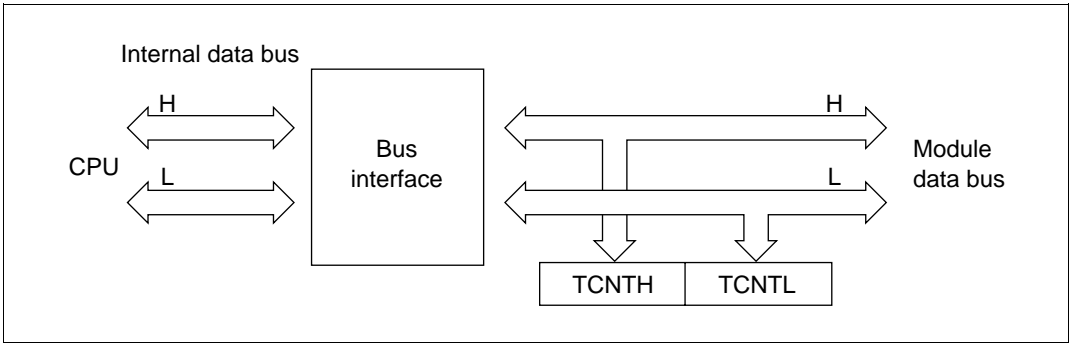 Internal data bus
H
H
CPU
Bus
interface
Module
data bus
L
L
TCNTH
TCNTL